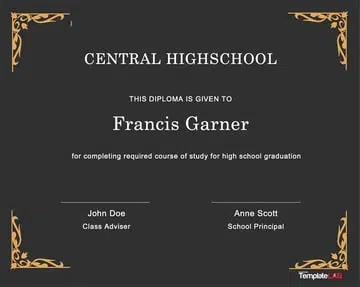 CENTRAL HIGHSCHOOL
THIS DIPLOMA IS GIVEN TO
Francis Garner
for completing required course of study for high school graduation
John Doe
Anne Scott
Class Adviser
School Principal
TemplateLAB